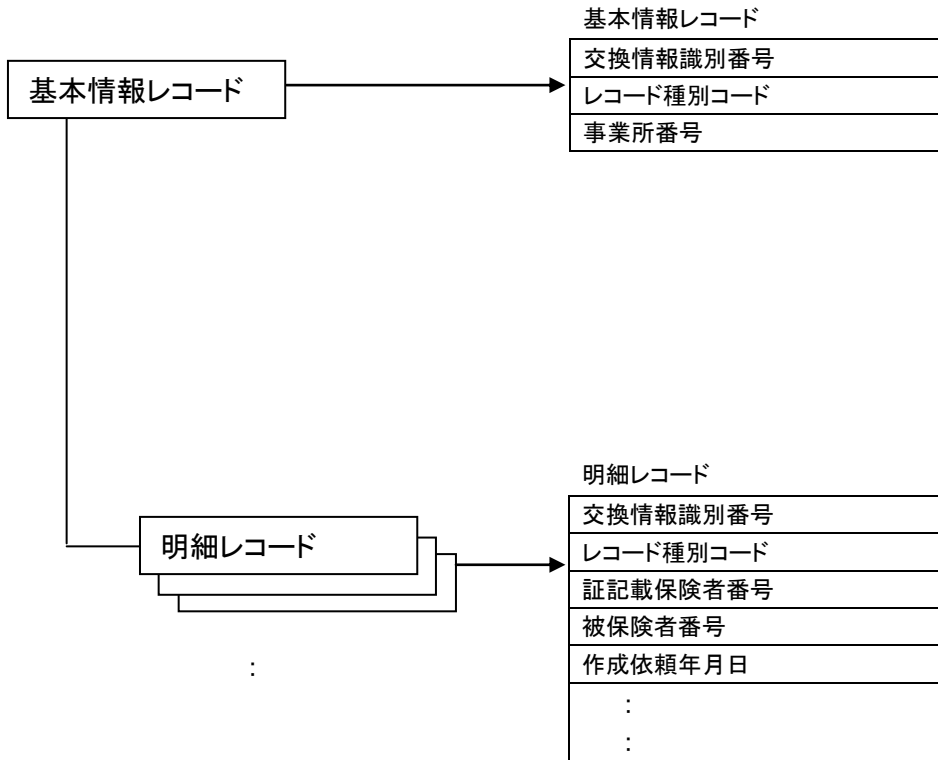 基本情報レコード
基本情報レコード
交換情報識別番号
レコード種別コード
事業所番号
明細レコード
明細レコード
交換情報識別番号
レコード種別コード
証記載保険者番号
被保険者番号
作成依頼年月日
:
:
: